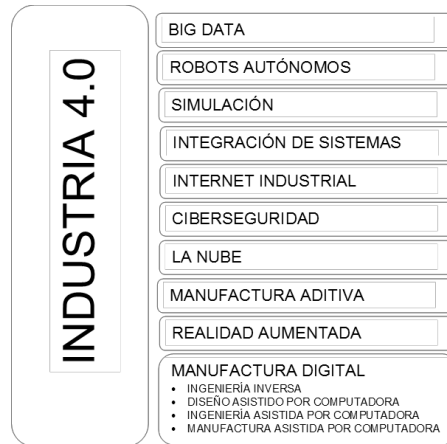 INDUSTRIA 4.0
BIG DATA
ROBOTS AUTÓNOMOS
SIMULACIÓN
INTEGRACIÓN DE SISTEMAS
INTERNET INDUSTRIAL
CIBERSEGURIDAD
LA NUBE
MANUFACTURA ADITIVA
REALIDAD AUMENTADA
MANUFACTURA DIGITAL
• INGENIERÍA INVERSA
• DISEÑO ASISTIDO POR COMPUTADORA
• INGENIERÍA ASISTIDA POR COMPUTADORA
• MANUFACTURA ASISTIDA POR COMPUTADORA